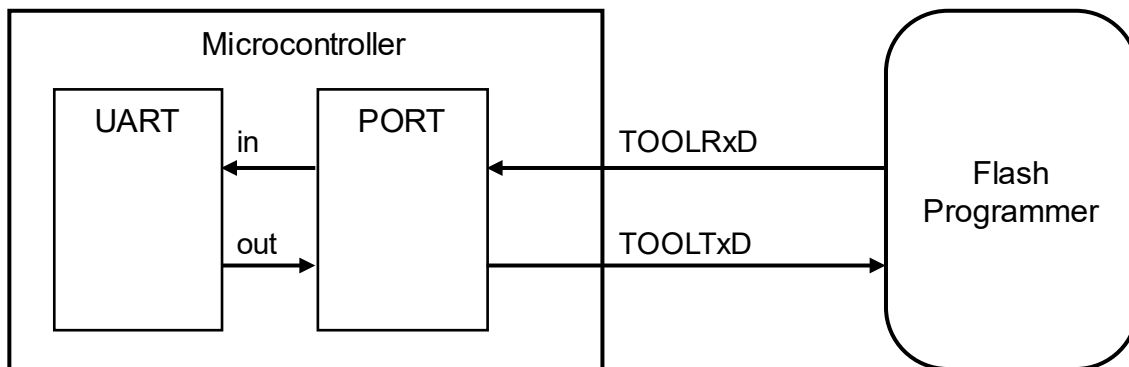 Microcontroller
UART
PORT
in
TOOLRxD
out
TOOLTxD
Flash
Programmer